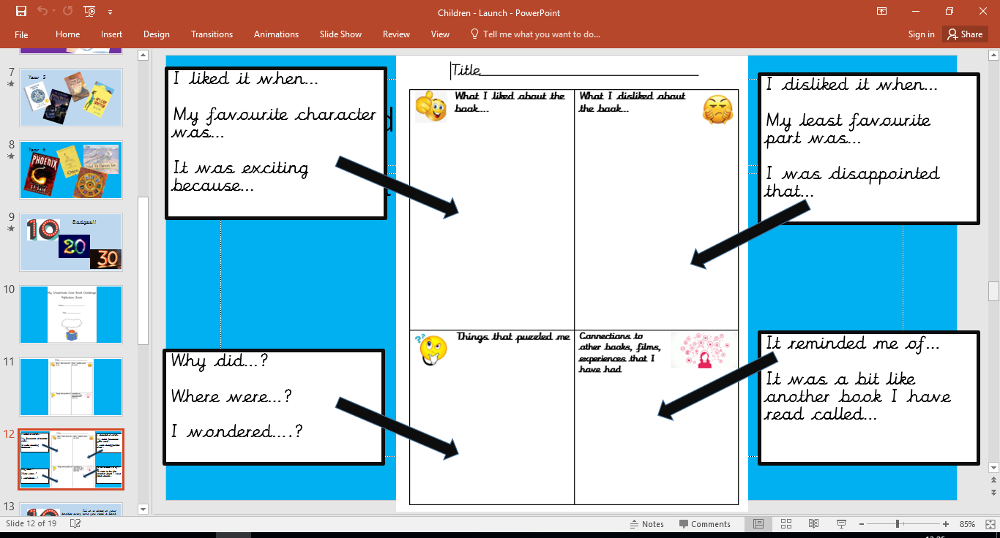 Children - Launch - PowerPoint
File Home Insert Design Transitions Animations Slide Show Review View Tell me what you want to do... Sign in Share
7
Year 5
8
Year 6
PHOENIX
9
Badges!!
10
20
30
10
11
12
13
10
I liked it when...
My favourite character
was...
It was exciting
because...
Title
What I liked about the
book....
What I disliked about
the book...
I disliked it when...
My least favourite
part was...
I was disappointed
that...
Why did...?
Where were...?
I wondered....?
??
Things that puzzled me
Connections to
other books, films,
experiences that I
have had
It reminded me of...
It was a bit like
another book I have
read called...
Slide 12 of 19
Notes Comments 85%